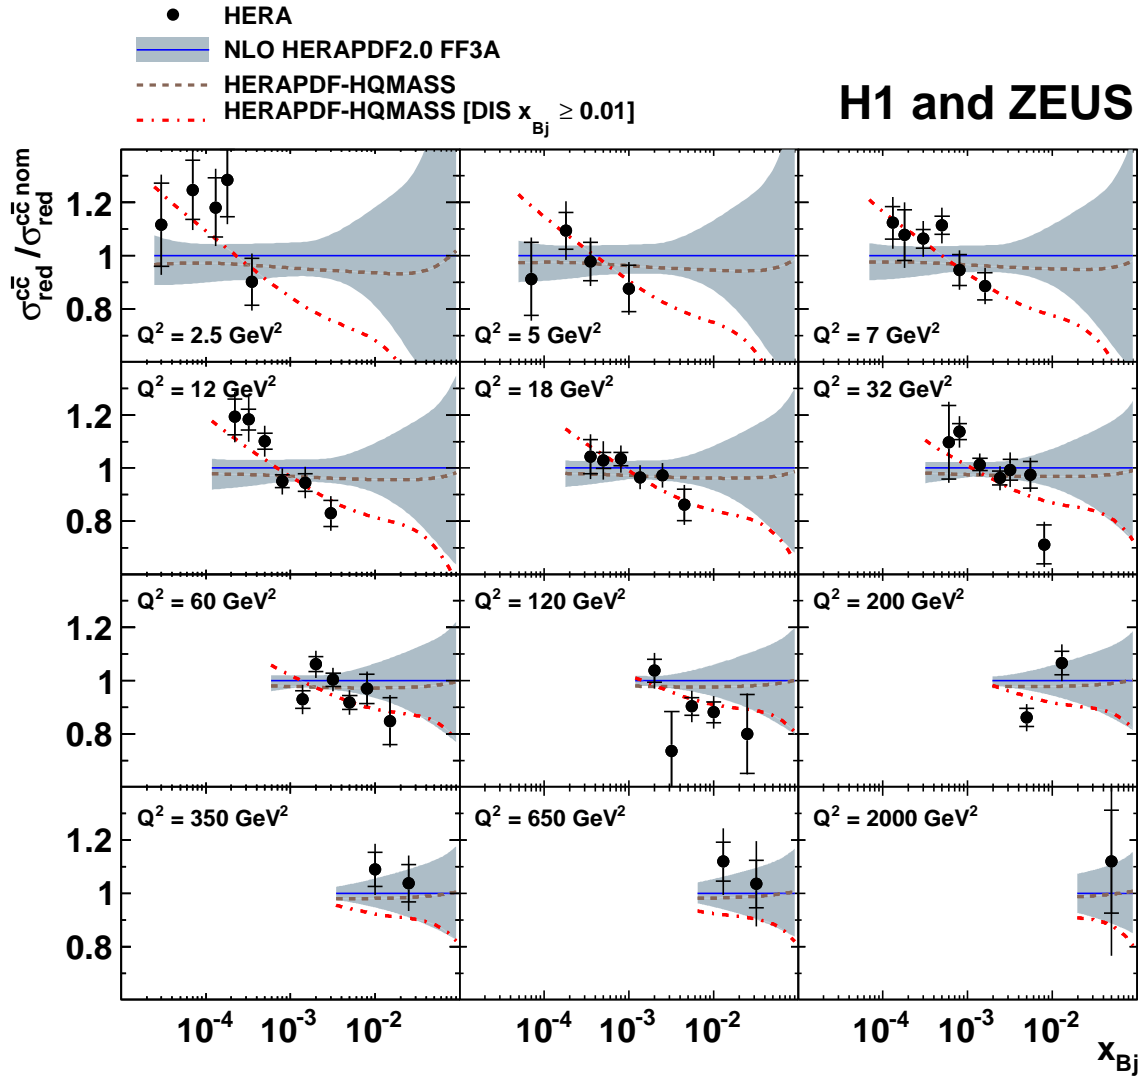 HERA
NLO HERAPDF2.0 FF3A
HERAPDF-HQMASS
HERAPDF-HQMASS [DIS x_Bj ≥ 0.01]
H1 and ZEUS
σ_red^cc̄ / σ_red^cc̄ nom
1.2
1
0.8
Q² = 2.5 GeV²
Q² = 5 GeV²
Q² = 7 GeV²
1.2
1
0.8
Q² = 12 GeV²
Q² = 18 GeV²
Q² = 32 GeV²
1.2
1
0.8
Q² = 60 GeV²
Q² = 120 GeV²
Q² = 200 GeV²
1.2
1
0.8
Q² = 350 GeV²
Q² = 650 GeV²
Q² = 2000 GeV²
10⁻⁴ 10⁻³ 10⁻² 10⁻⁴ 10⁻³ 10⁻² 10⁻⁴ 10⁻³ 10⁻²
x_Bj